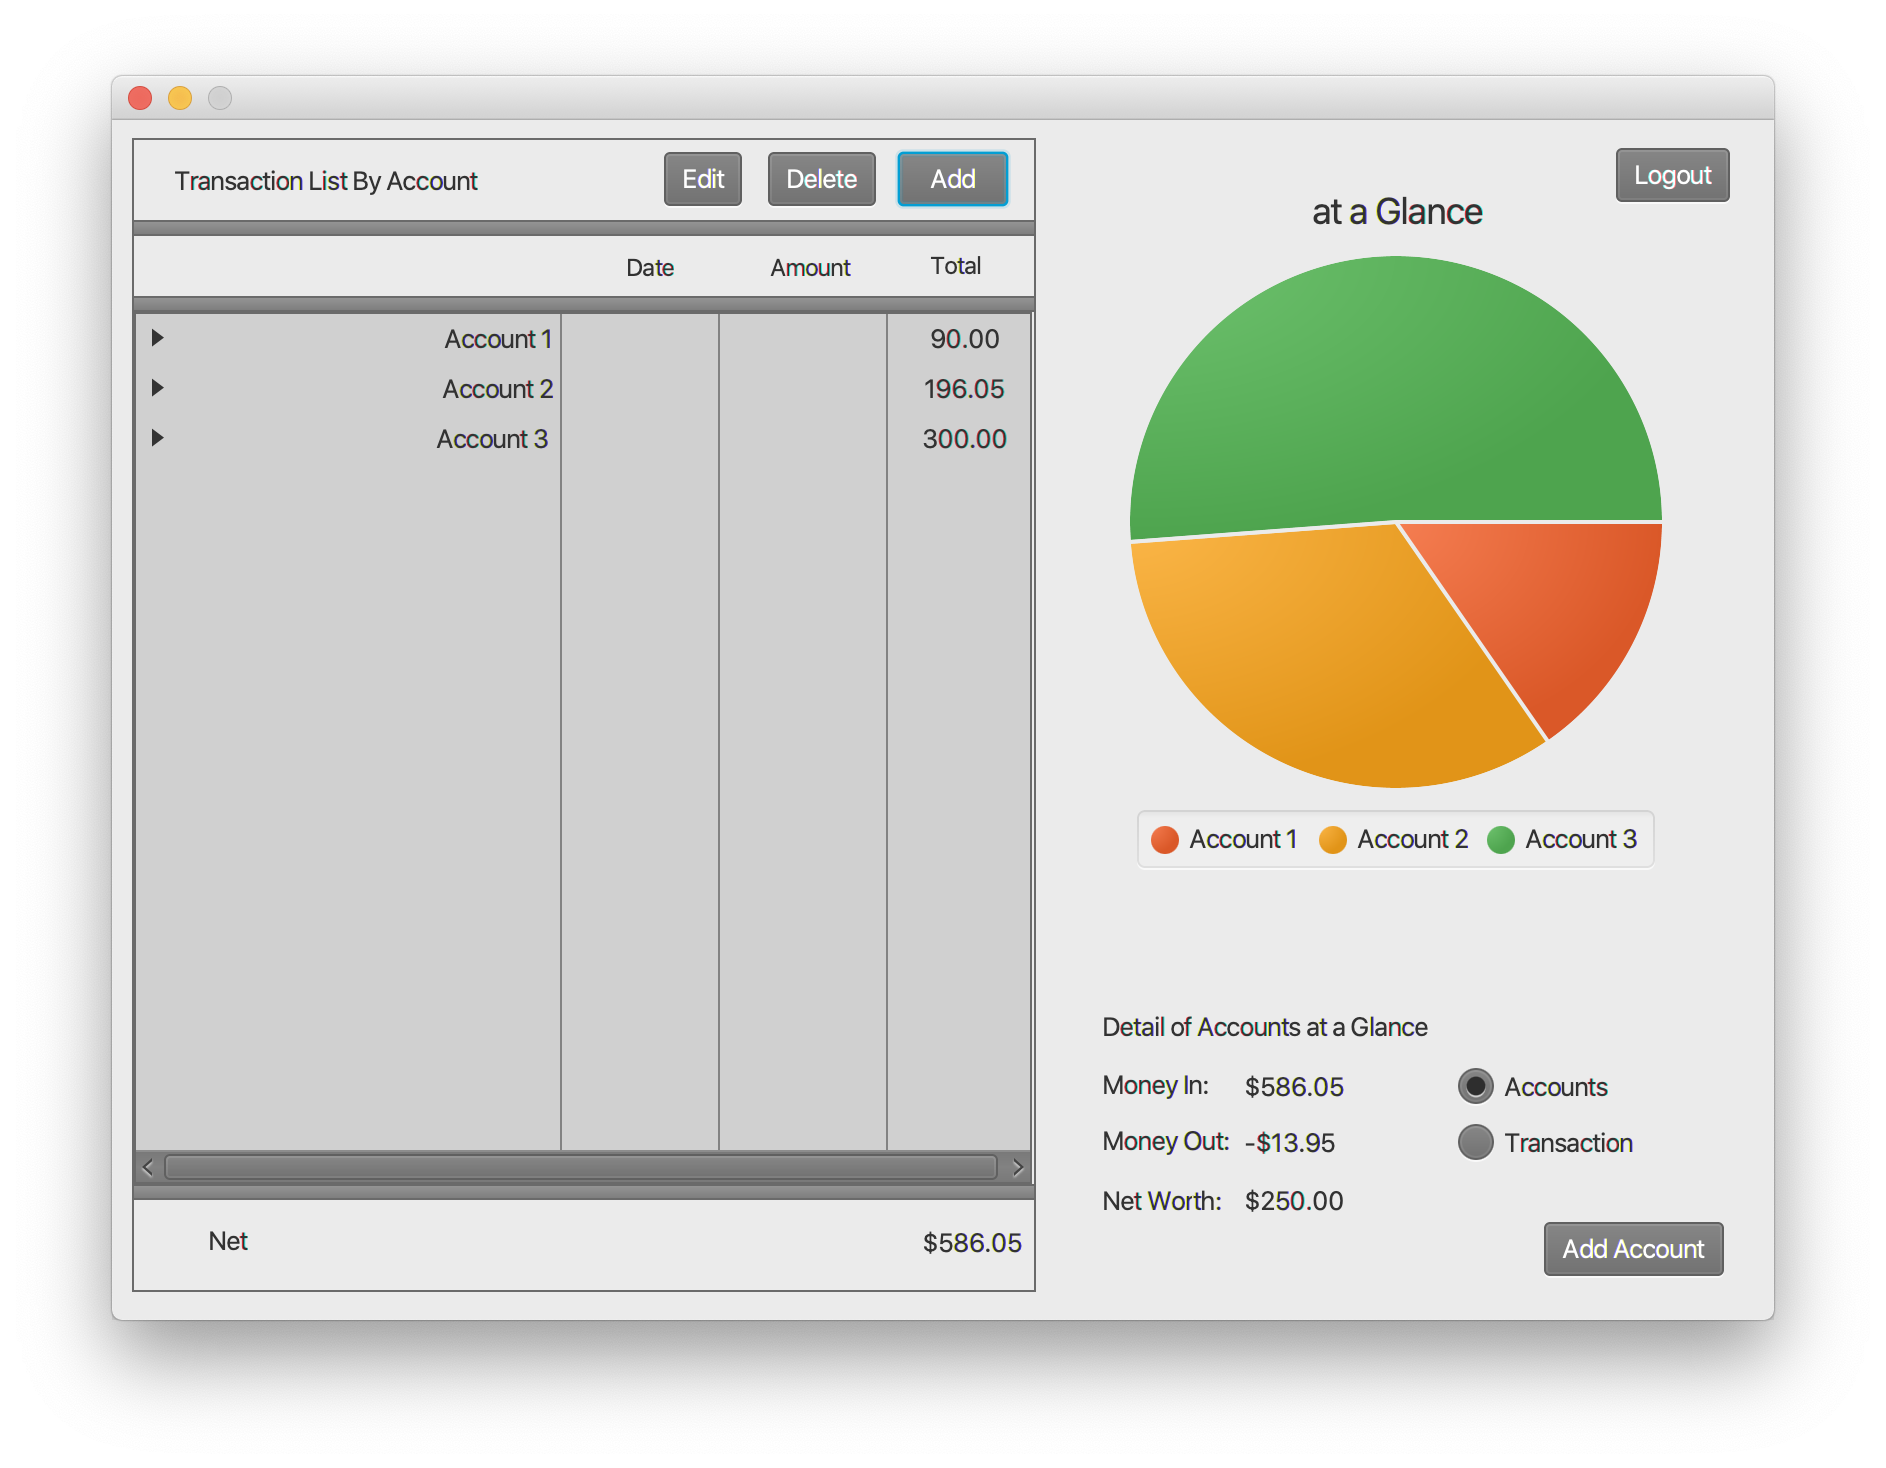 Transaction List By Account
Edit
Delete
Add
Date
Amount
Total
Account 1
90.00
Account 2
196.05
Account 3
300.00
Net
$586.05
Logout
at a Glance
Account 1
Account 2
Account 3
Detail of Accounts at a Glance
Money In:
$586.05
Accounts
Money Out:
-$13.95
Transaction
Net Worth:
$250.00
Add Account